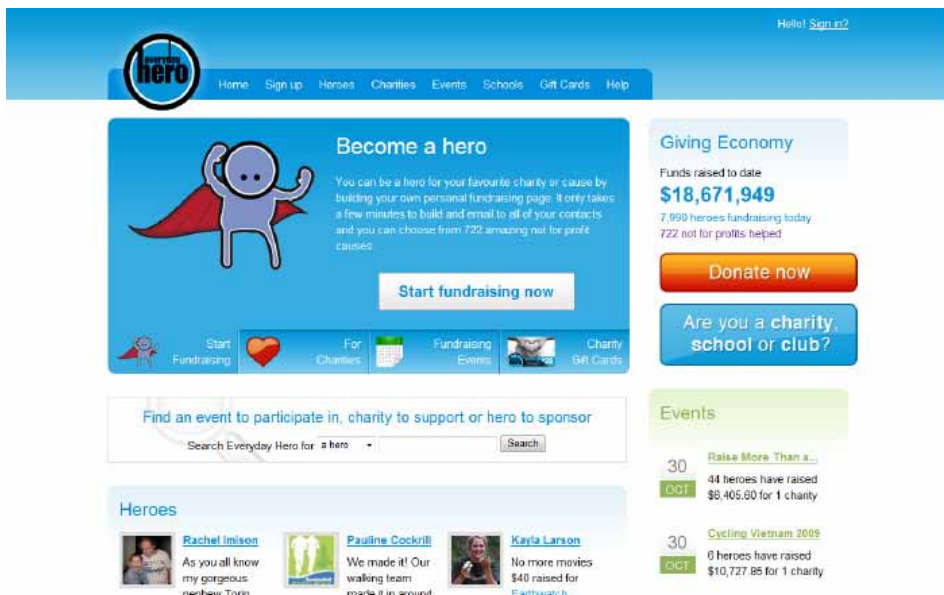 Hello! Sign in?
everyday
hero
Home Sign up Heroes Charities Events Schools Gift Cards Help
Become a hero
You can be a hero for your favourite charity or cause by
building your own personal fundraising page. It only takes
a few minutes to build and email to all of your contacts
and you can choose from 722 amazing not for profit
causes.
Start fundraising now
Start
Fundraising
For
Charities
Fundraising
Events
Charity
Gift Cards
Giving Economy
Funds raised to date
$18,671,949
7,990 heroes fundraising today
722 not for profits helped
Donate now
Are you a charity,
school or club?
Find an event to participate in, charity to support or hero to sponsor
Search Everyday Hero for a hero Search
Heroes
Rachel Imison
As you all know
my gorgeous
nephew Torin
Pauline Cockrill
We made it! Our
walking team
made it in around
Kayla Larson
No more movies
$40 raised for
Earthwatch
Events
30
OCT
Raise More Than a...
44 heroes have raised
$6,405.60 for 1 charity
30
OCT
Cycling Vietnam 2009
6 heroes have raised
$10,727.85 for 1 charity